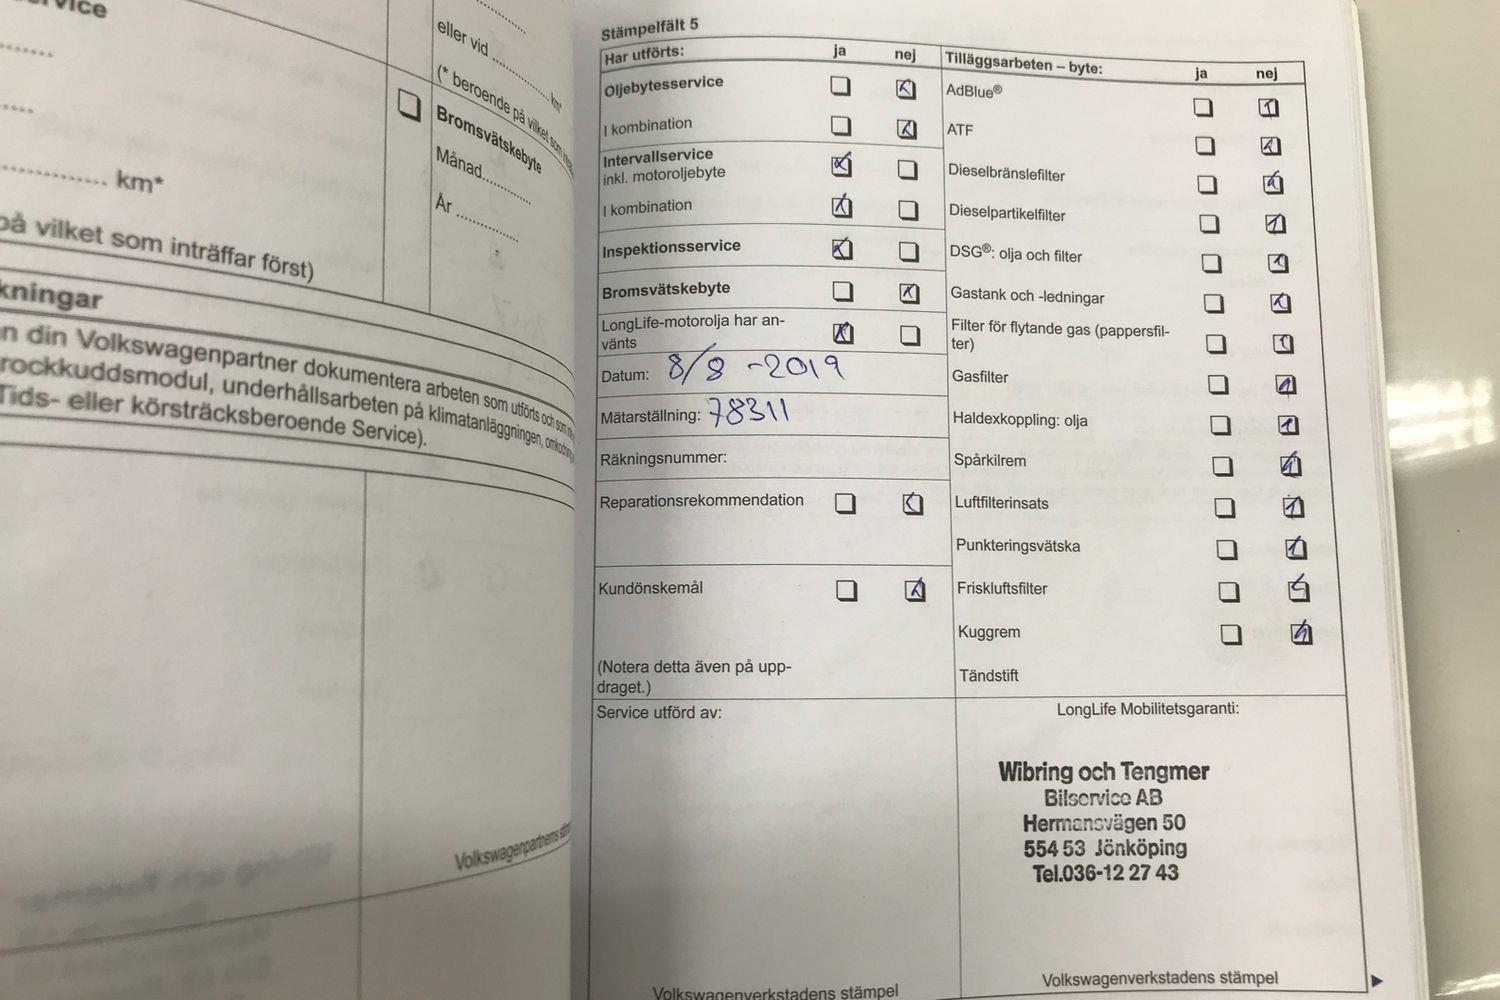 ervice
km*
på vilket som inträffar först)
kningar
n din Volkswagenpartner dokumentera arbeten som utförts och som
rockkuddsmodul, underhållsarbeten på klimatanläggningen,
Tids- eller körsträcksberoende Service).
Volkswagenpartnerns
eller vid
km*
(* beroende på vilket som
Bromsvätskebyte
Månad
År
Stämpelfält 5
Har utförts: ja nej
Oljebytesservice
I kombination
Intervallservice
inkl. motoroljebyte
I kombination
Inspektionsservice
Bromsvätskebyte
LongLife-motorolja har an-
vänts
Datum: 8/8 -2019
Mätarställning: 78311
Räkningsnummer:
Reparationsrekommendation
Kundönskemål
(Notera detta även på upp-
draget.)
Service utförd av:
Volkswagenverkstadens stämpel
Tilläggsarbeten – byte: ja nej
AdBlue®
ATF
Dieselbränslefilter
Dieselpartikelfilter
DSG®: olja och filter
Gastank och -ledningar
Filter för flytande gas (pappersfil-
ter)
Gasfilter
Haldexkoppling: olja
Spårkilrem
Luftfilterinsats
Punkteringsvätska
Friskluftsfilter
Kuggrem
Tändstift
LongLife Mobilitetsgaranti:
Wibring och Tengmer
Bilservice AB
Hermansvägen 50
554 53 Jönköping
Tel.036-12 27 43
Volkswagenverkstadens stämpel